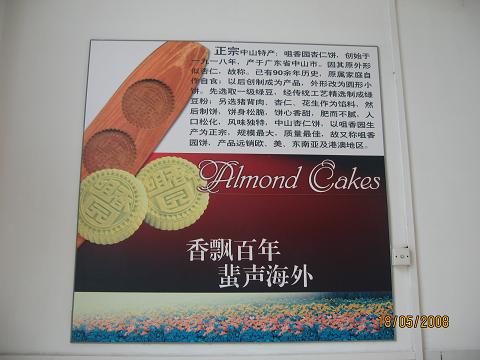 正宗中山特产：咀香园杏仁饼，创始于
一九一八年，产于广东省中山市。因其原外形
似杏仁，故称。已有90余年历史，原属家庭自
作自食；以后创制成为产品，外形改为圆形小
饼。先选取一级绿豆，经传统工艺精选制成绿
豆粉；另选猪背肉、杏仁、花生作为馅料，然
后制饼，饼身松脆，饼心香甜，肥而不腻，入
口松化，风味独特，中山杏仁饼，以咀香园生
产为正宗，规模最大、质量最佳，故又称咀香
园饼，产品远销欧、美、东南亚及港澳地区。
Almond Cakes
香飘百年
蜚声海外
18/05/2008